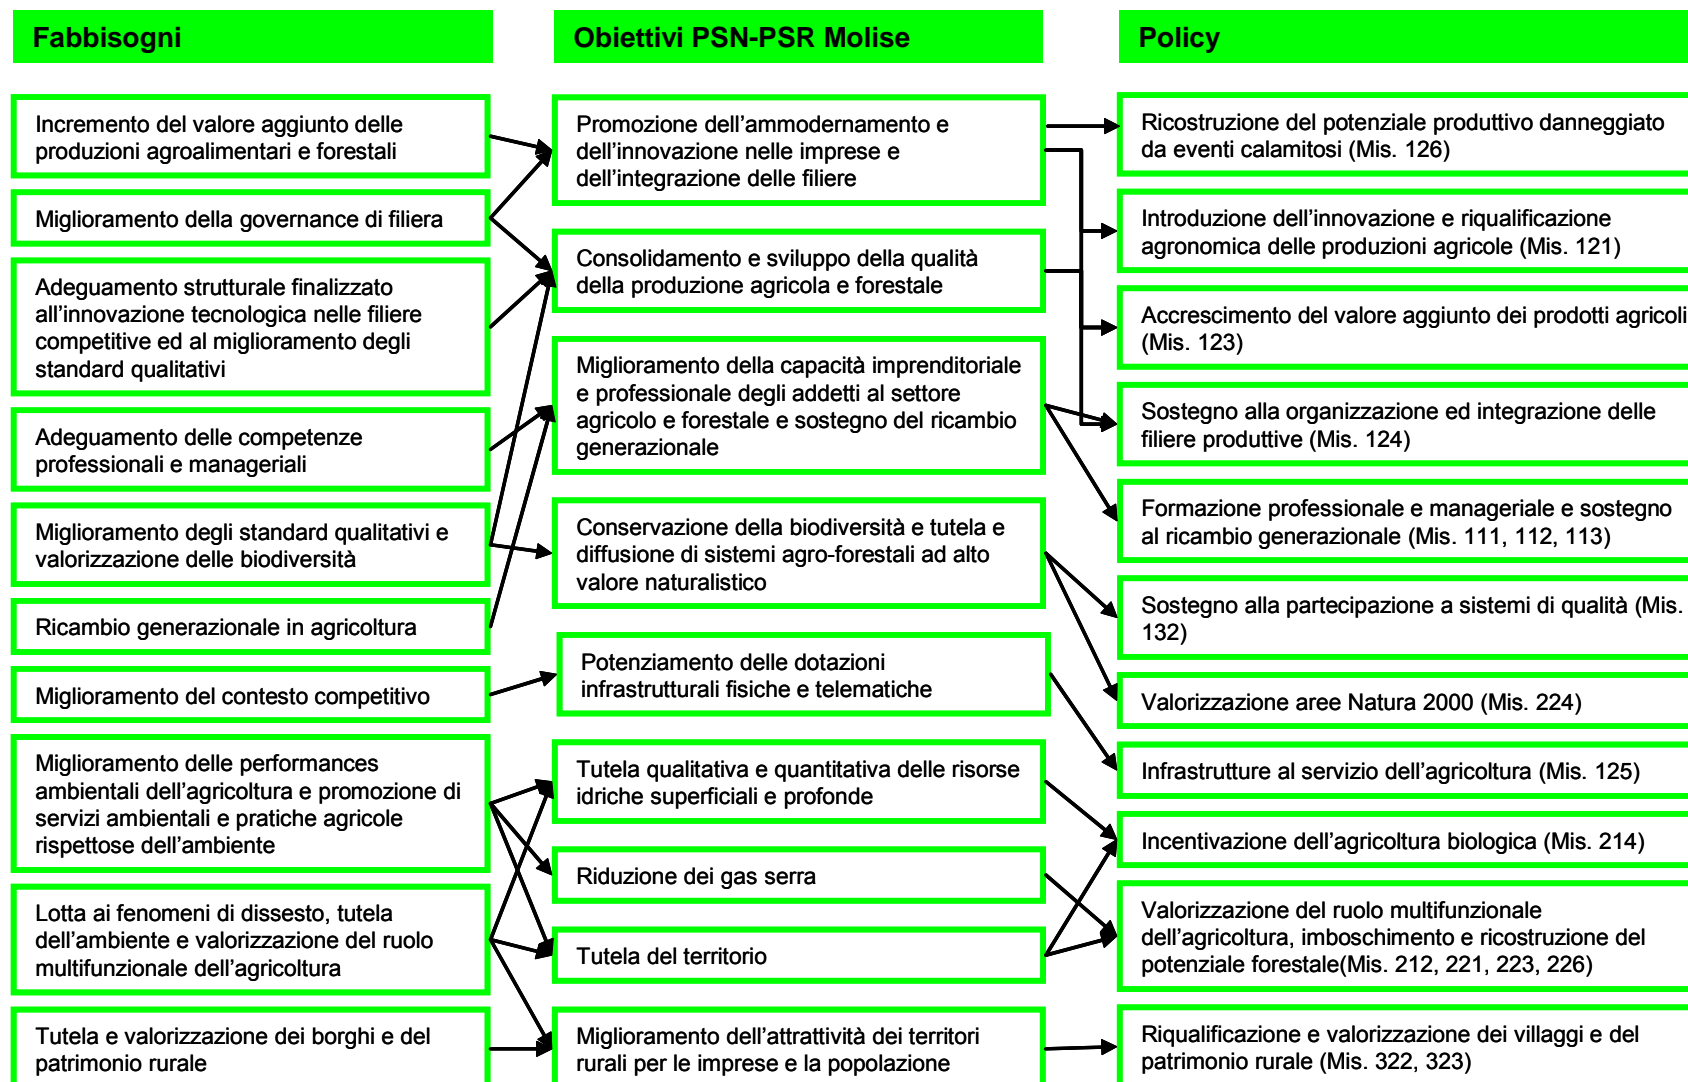 Fabbisogni
Incremento del valore aggiunto delle
produzioni agroalimentari e forestali
Miglioramento della governance di filiera
Adeguamento strutturale finalizzato
all'innovazione tecnologica nelle filiere
competitive ed al miglioramento degli
standard qualitativi
Adeguamento delle competenze
professionali e manageriali
Miglioramento degli standard qualitativi e
valorizzazione delle biodiversità
Ricambio generazionale in agricoltura
Miglioramento del contesto competitivo
Miglioramento delle performances
ambientali dell'agricoltura e promozione di
servizi ambientali e pratiche agricole
rispettose dell'ambiente
Lotta ai fenomeni di dissesto, tutela
dell'ambiente e valorizzazione del ruolo
multifunzionale dell'agricoltura
Tutela e valorizzazione dei borghi e del
patrimonio rurale
Obiettivi PSN-PSR Molise
Promozione dell'ammodernamento e
dell'innovazione nelle imprese e
dell'integrazione delle filiere
Consolidamento e sviluppo della qualità
della produzione agricola e forestale
Miglioramento della capacità imprenditoriale
e professionale degli addetti al settore
agricolo e forestale e sostegno del ricambio
generazionale
Conservazione della biodiversità e tutela e
diffusione di sistemi agro-forestali ad alto
valore naturalistico
Potenziamento delle dotazioni
infrastrutturali fisiche e telematiche
Tutela qualitativa e quantitativa delle risorse
idriche superficiali e profonde
Riduzione dei gas serra
Tutela del territorio
Miglioramento dell'attrattività dei territori
rurali per le imprese e la popolazione
Policy
Ricostruzione del potenziale produttivo danneggiato
da eventi calamitosi (Mis. 126)
Introduzione dell'innovazione e riqualificazione
agronomica delle produzioni agricole (Mis. 121)
Accrescimento del valore aggiunto dei prodotti agricoli
(Mis. 123)
Sostegno alla organizzazione ed integrazione delle
filiere produttive (Mis. 124)
Formazione professionale e manageriale e sostegno
al ricambio generazionale (Mis. 111, 112, 113)
Sostegno alla partecipazione a sistemi di qualità (Mis.
132)
Valorizzazione aree Natura 2000 (Mis. 224)
Infrastrutture al servizio dell'agricoltura (Mis. 125)
Incentivazione dell'agricoltura biologica (Mis. 214)
Valorizzazione del ruolo multifunzionale
dell'agricoltura, imboschimento e ricostruzione del
potenziale forestale(Mis. 212, 221, 223, 226)
Riqualificazione e valorizzazione dei villaggi e del
patrimonio rurale (Mis. 322, 323)